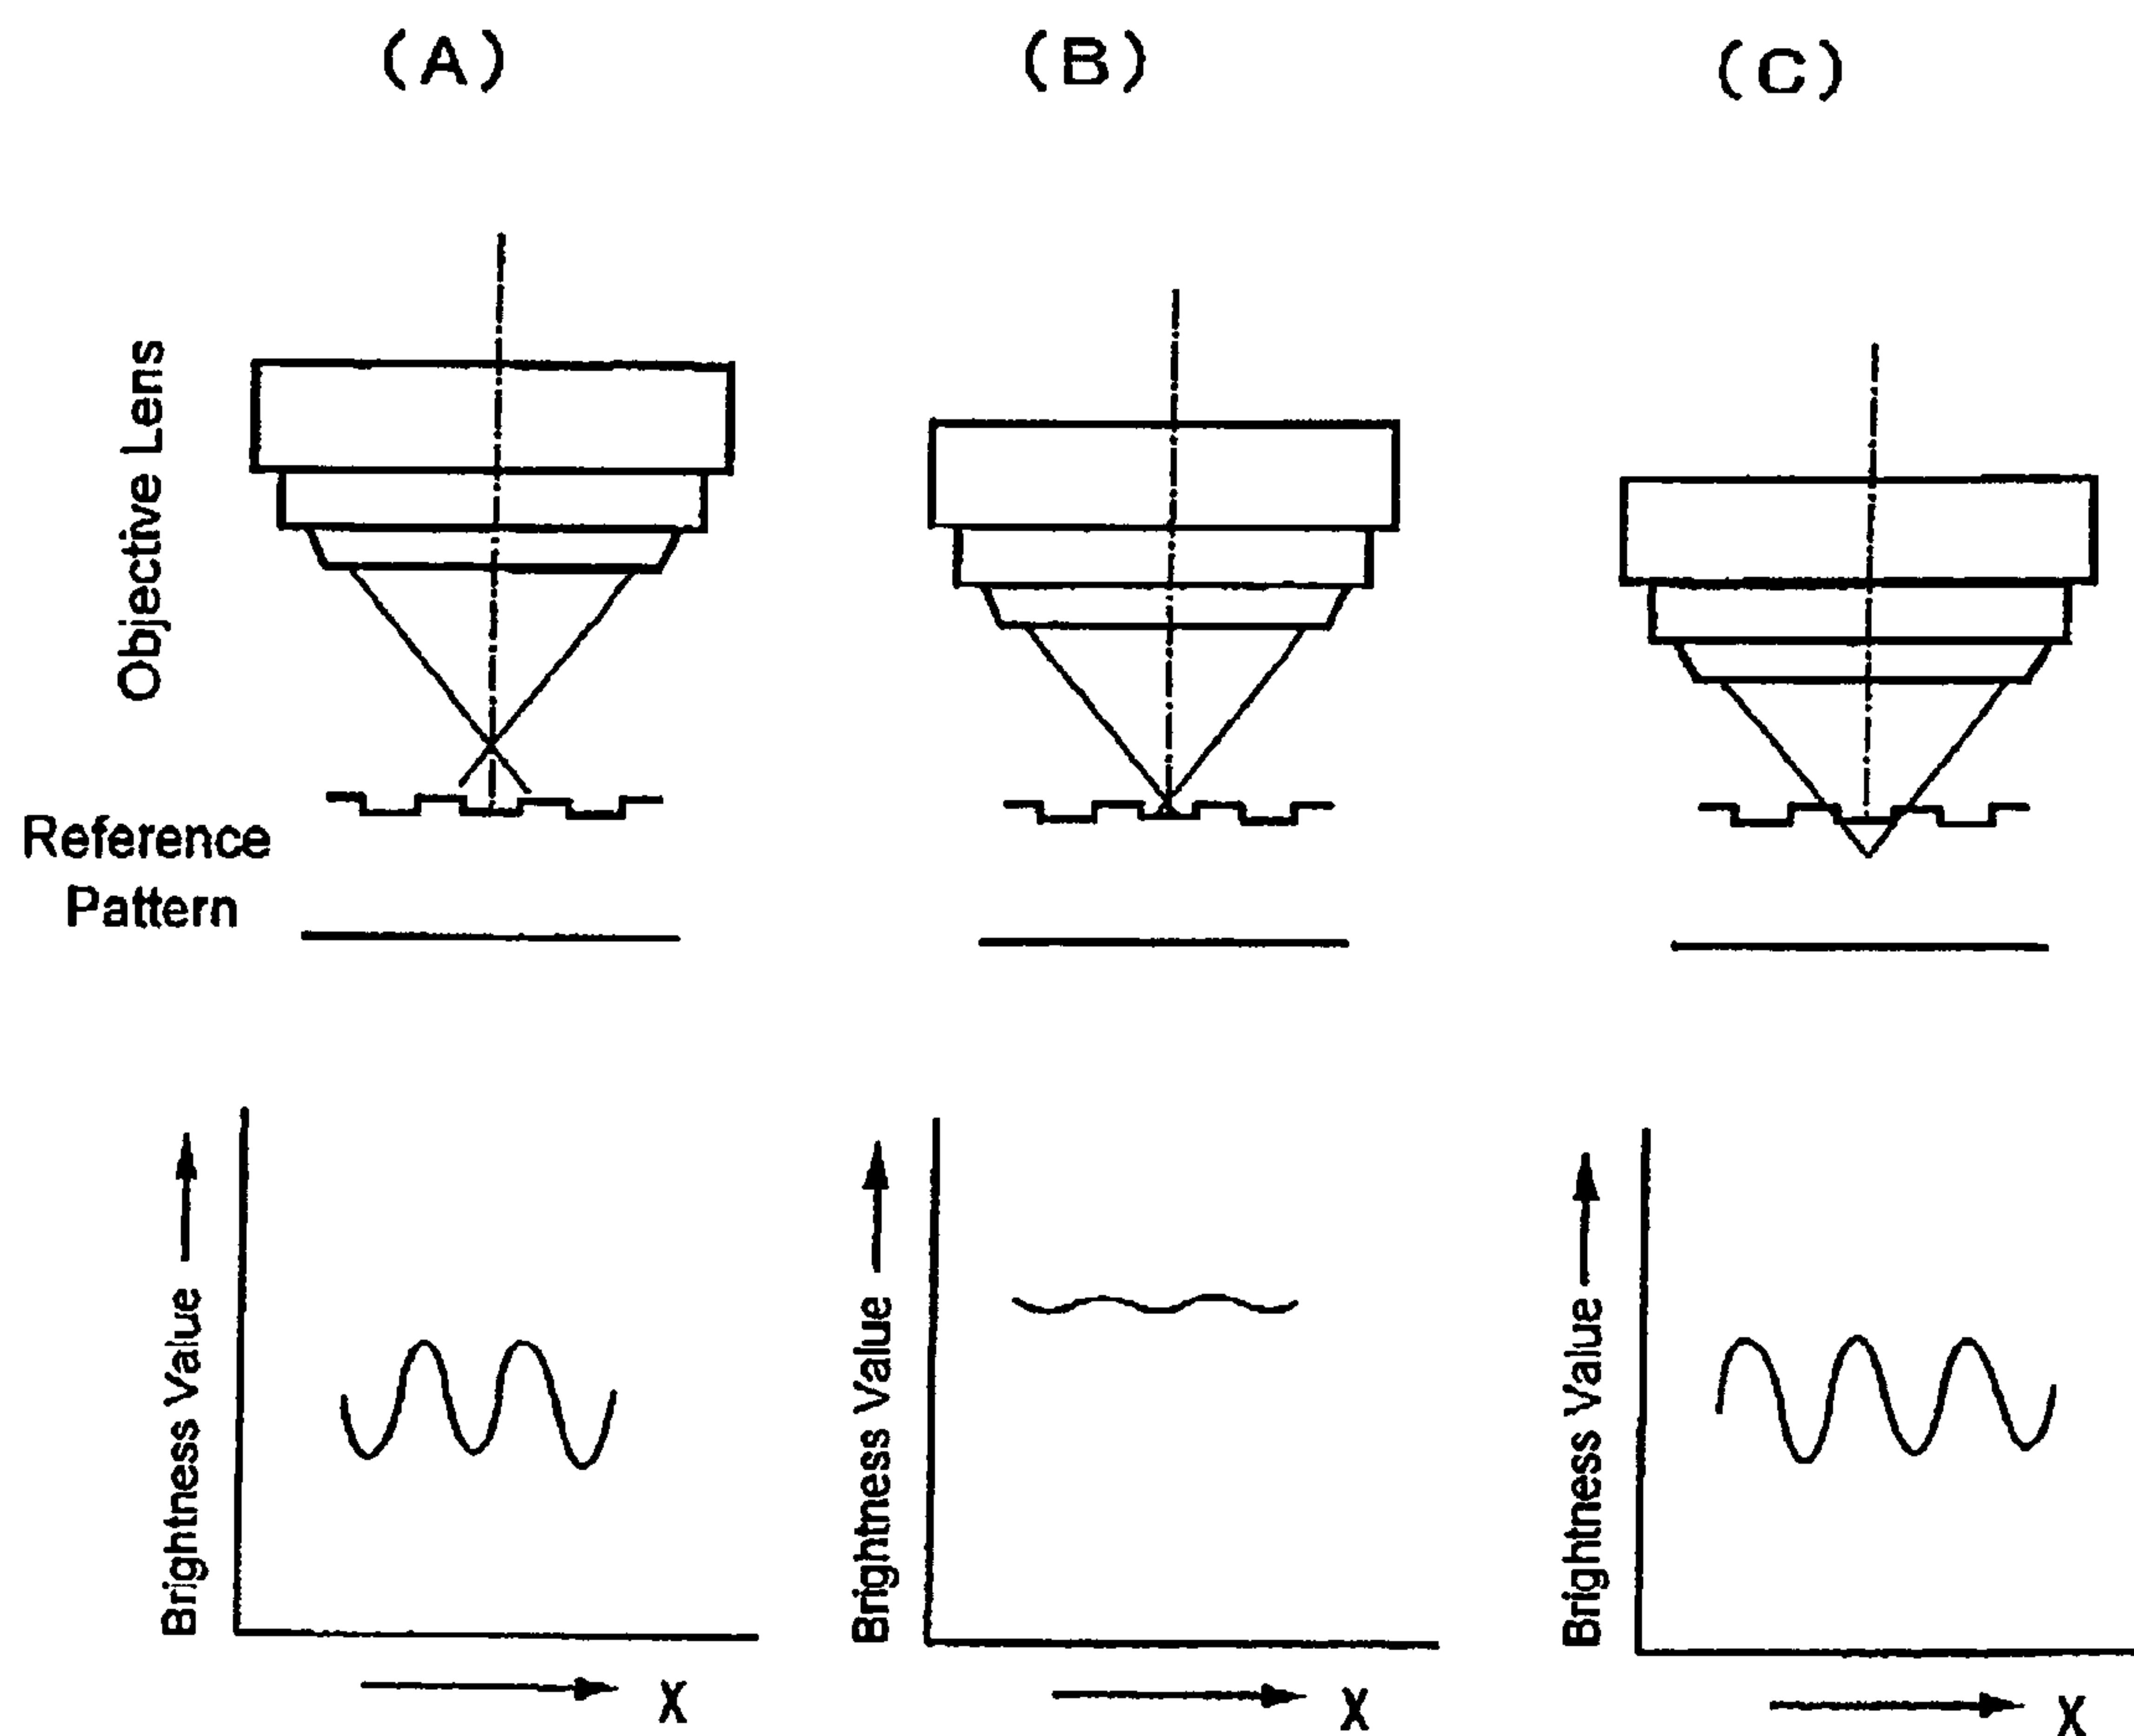 (A)
(B)
(C)
Objective Lens
Reference
Pattern
Brightness Value
X
Brightness Value
X
Brightness Value
X